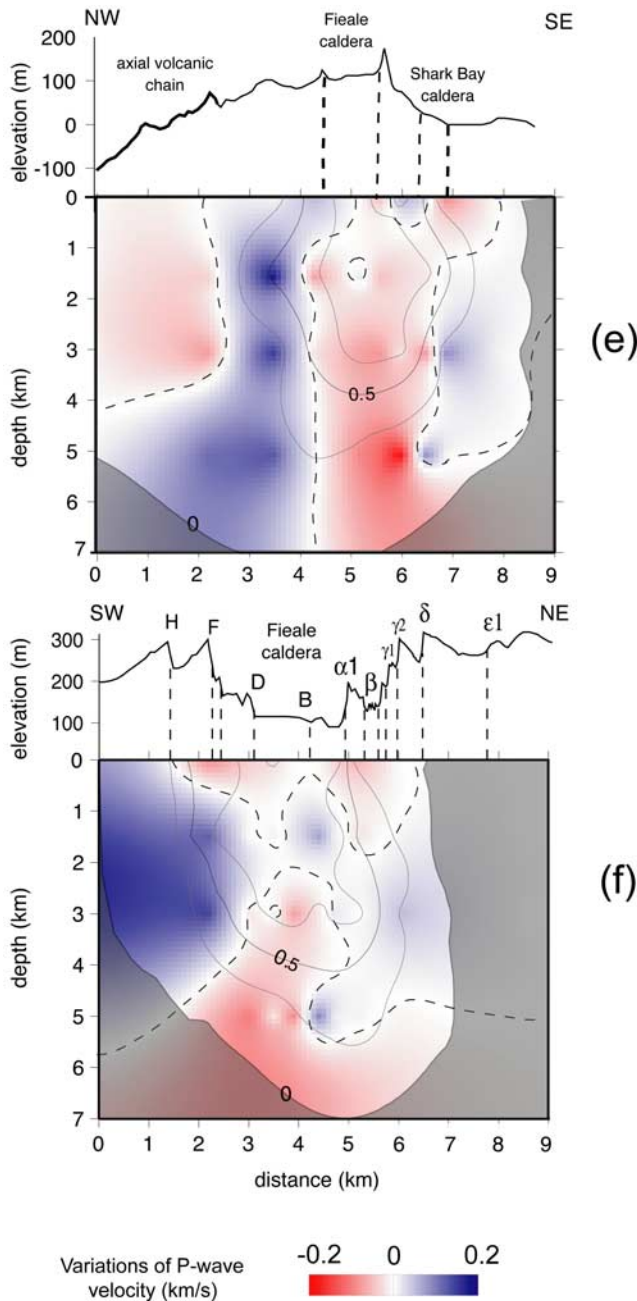 NW
Fieale
caldera
SE
axial volcanic
chain
Shark Bay
caldera
elevation (m)
200
100
0
-100
0
1
2
3
4
5
6
7
depth (km)
0.5
0
(e)
0 1 2 3 4 5 6 7 8 9
SW
NE
H
F
D
Fieale
caldera
B
α1
β
γ1
γ2
δ
ε1
elevation (m)
300
200
100
0
1
2
3
4
5
6
7
depth (km)
0.5
0
(f)
0 1 2 3 4 5 6 7 8 9
distance (km)
Variations of P-wave
velocity (km/s)
-0.2 0 0.2